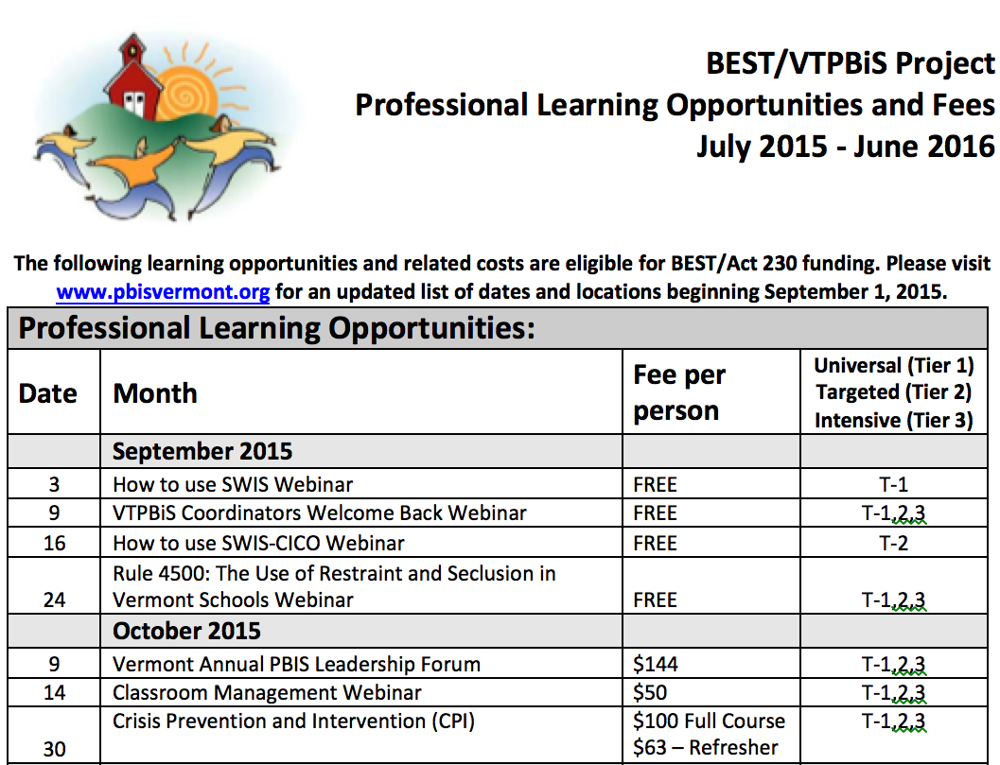 BEST/VTPBiS Project
Professional Learning Opportunities and Fees
July 2015 - June 2016
The following learning opportunities and related costs are eligible for BEST/Act 230 funding. Please visit
www.pbisvermont.org for an updated list of dates and locations beginning September 1, 2015.
Professional Learning Opportunities:
Date Month Fee per person Universal (Tier 1) Targeted (Tier 2) Intensive (Tier 3)
September 2015
3 How to use SWIS Webinar FREE T-1
9 VTPBiS Coordinators Welcome Back Webinar FREE T-1,2,3
16 How to use SWIS-CICO Webinar FREE T-2
Rule 4500: The Use of Restraint and Seclusion in
24 Vermont Schools Webinar FREE T-1,2,3
October 2015
9 Vermont Annual PBIS Leadership Forum $144 T-1,2,3
14 Classroom Management Webinar $50 T-1,2,3
Crisis Prevention and Intervention (CPI) $100 Full Course T-1,2,3
30 $63 – Refresher